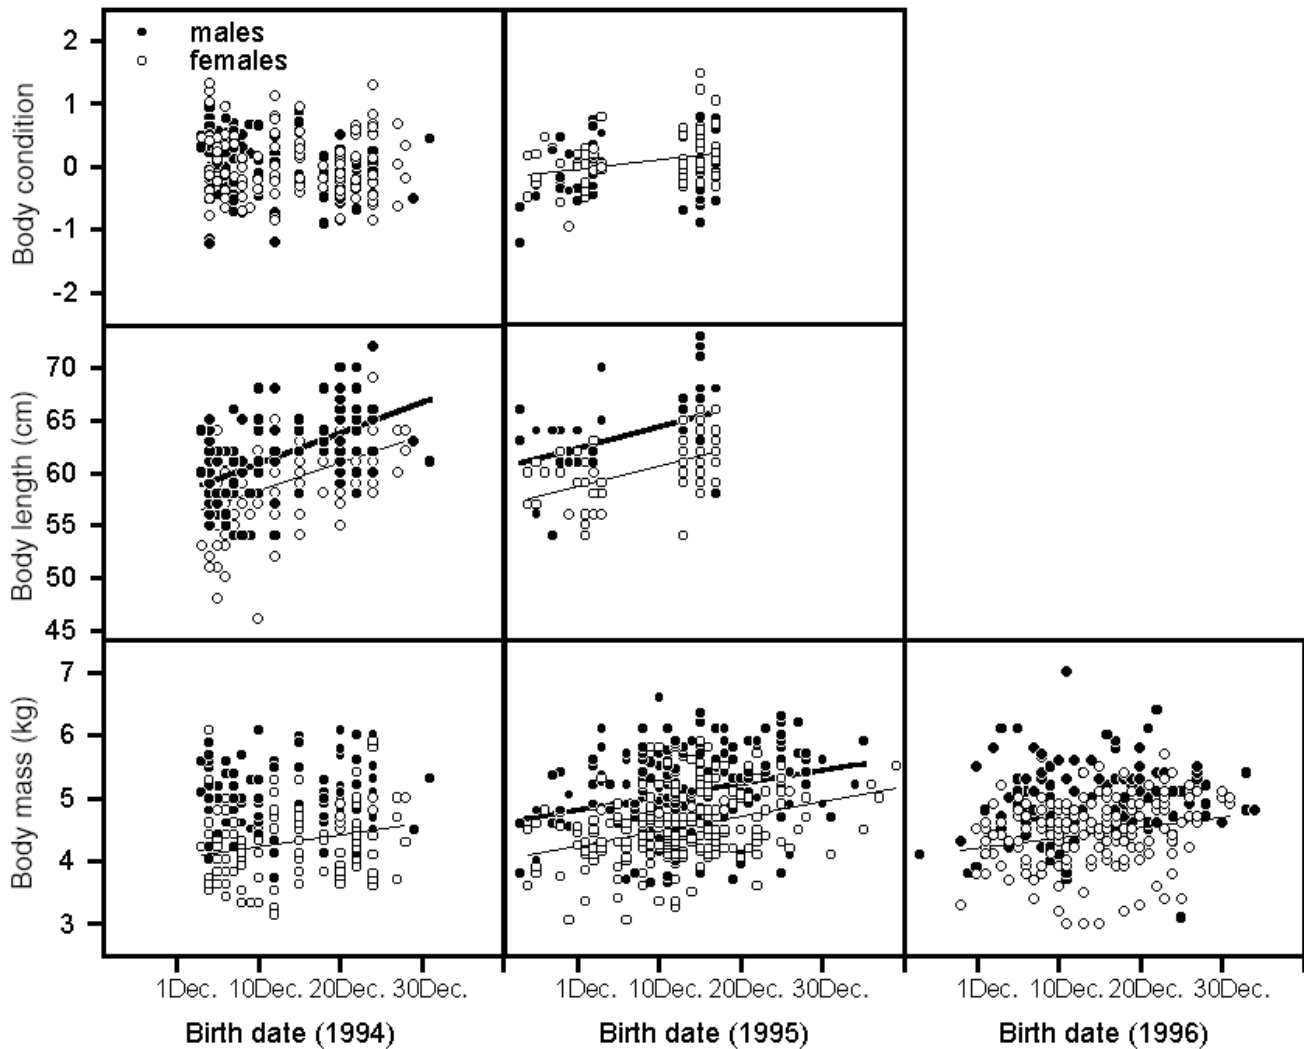 males
females
Body condition
2
1
0
-1
-2
Body length (cm)
70
65
60
55
50
45
Body mass (kg)
7
6
5
4
3
1Dec. 10Dec. 20Dec. 30Dec.
1Dec. 10Dec. 20Dec. 30Dec.
1Dec. 10Dec. 20Dec. 30Dec.
Birth date (1994)
Birth date (1995)
Birth date (1996)